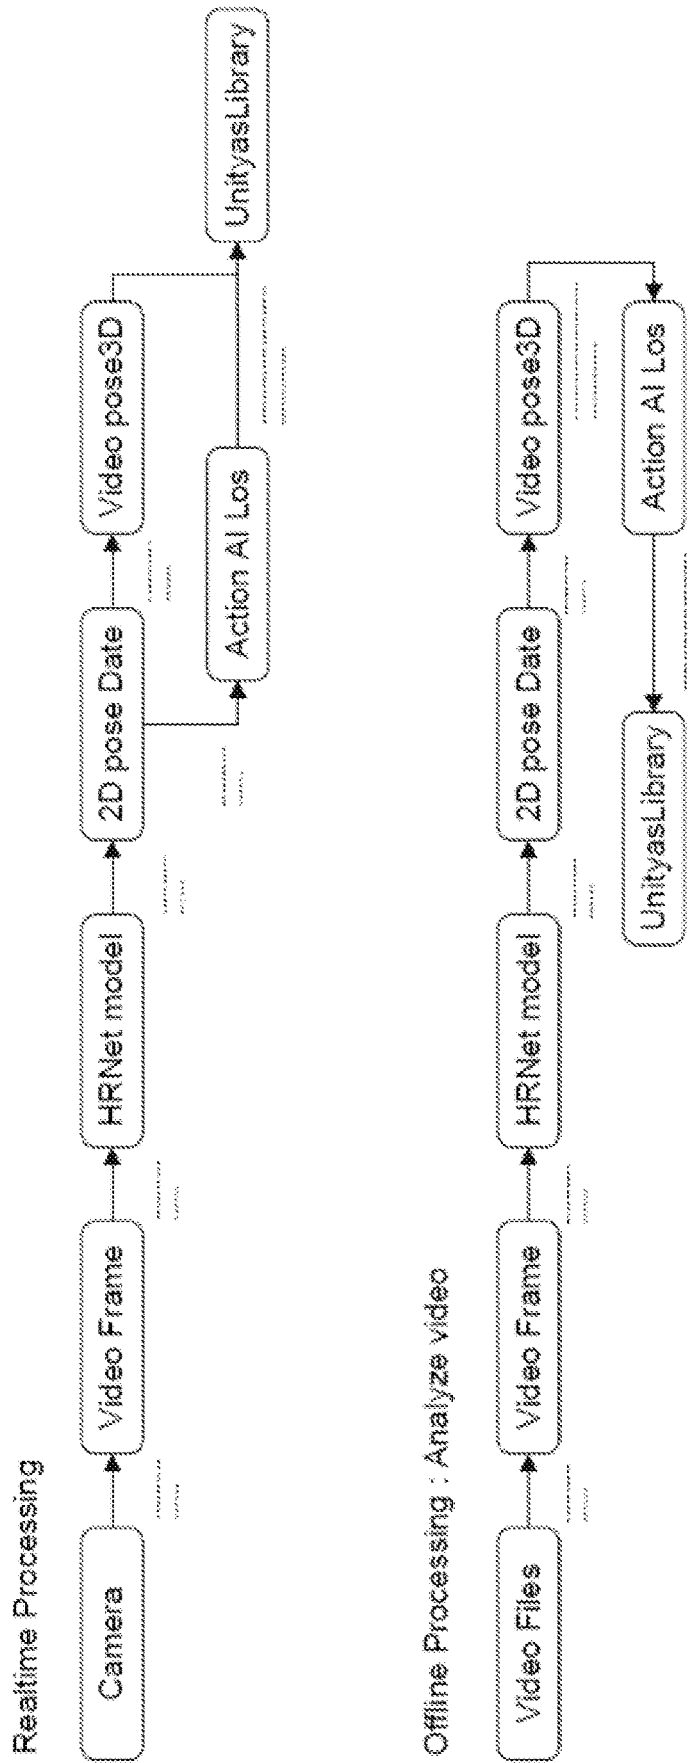 Realtime Processing
Camera
Video Frame
HRNet model
2D pose Date
Video pose3D
Action AI Los
UnityasLibrary
Offline Processing : Analyze video
Video Files
Video Frame
HRNet model
2D pose Date
Video pose3D
Action AI Los
UnityasLibrary